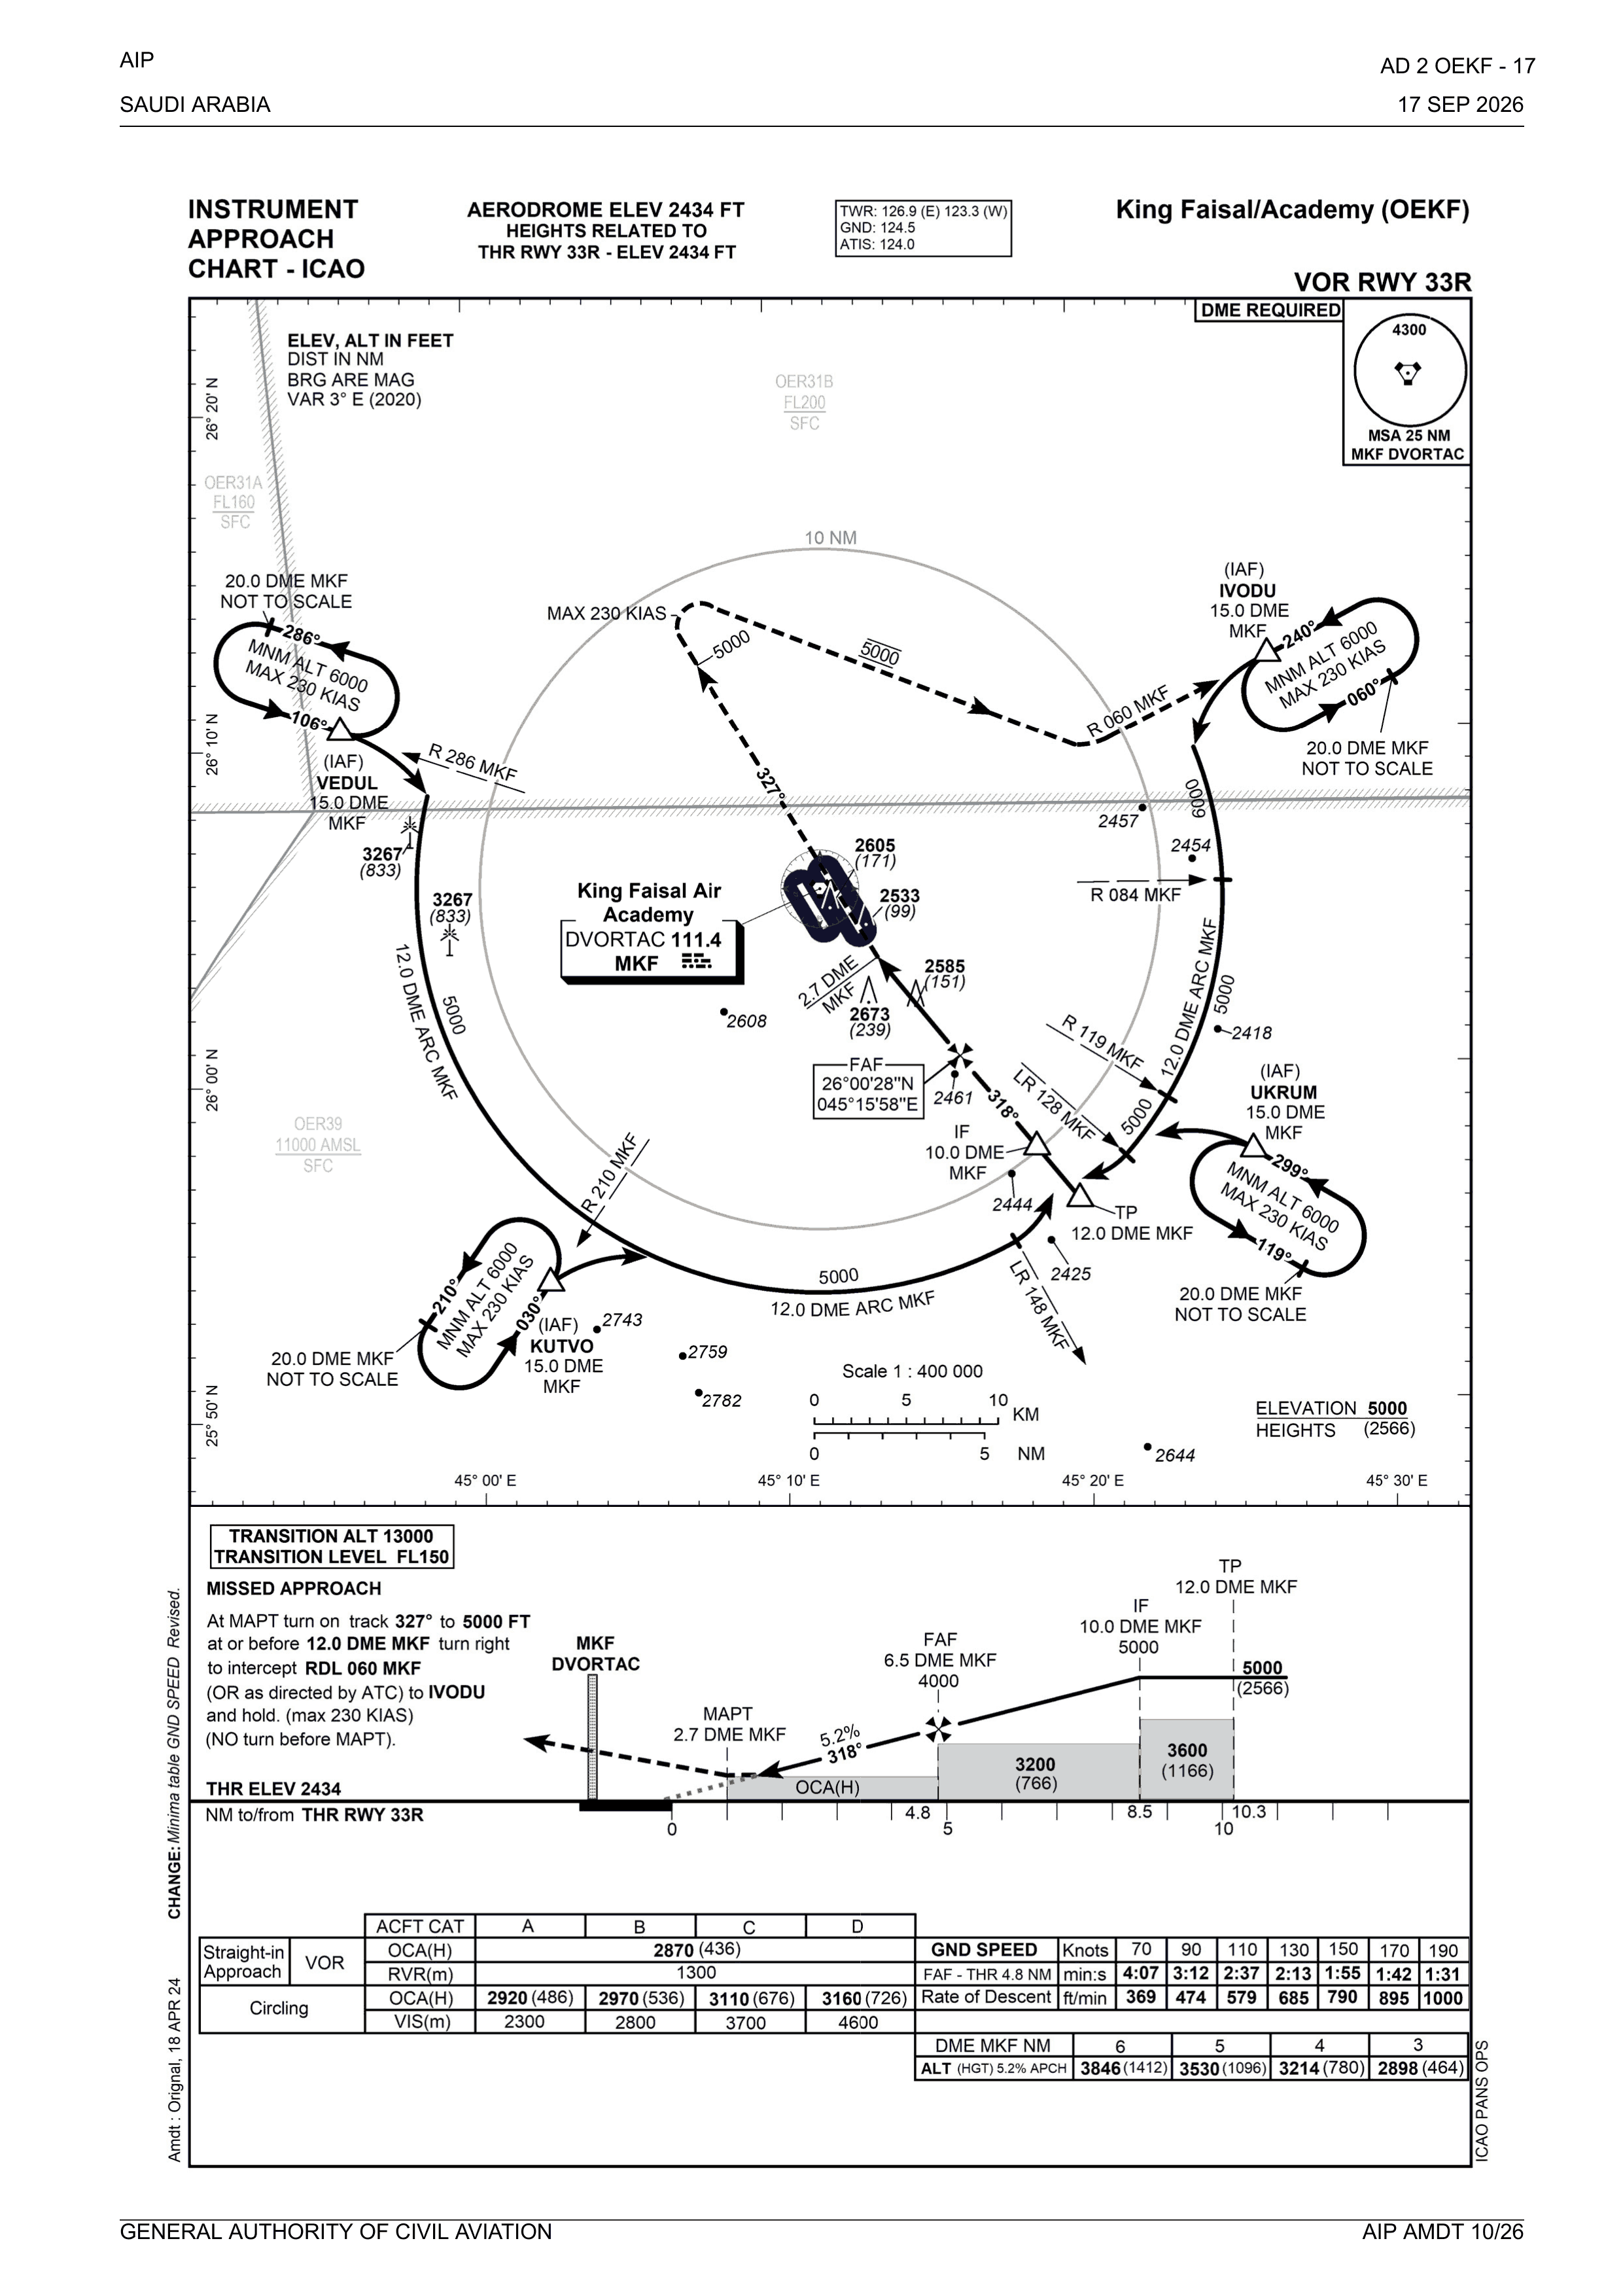 AIP
AD 2 OEKF - 17
SAUDI ARABIA
17 SEP 2026
INSTRUMENT
APPROACH
CHART - ICAO
AERODROME ELEV 2434 FT
HEIGHTS RELATED TO
THR RWY 33R - ELEV 2434 FT
TWR: 126.9 (E) 123.3 (W)
GND: 124.5
ATIS: 124.0
King Faisal/Academy (OEKF)
VOR RWY 33R
DME REQUIRED
4300
MSA 25 NM
MKF DVORTAC
ELEV, ALT IN FEET
DIST IN NM
BRG ARE MAG
VAR 3° E (2020)
OER31B
FL200
SFC
26° 20' N
OER31A
FL160
SFC
10 NM
20.0 DME MKF
NOT TO SCALE
286°
MNM ALT 6000
MAX 230 KIAS
106°
(IAF)
VEDUL
15.0 DME
MKF
R 286 MKF
MAX 230 KIAS
5000
5000
R 060 MKF
(IAF)
IVODU
15.0 DME
MKF
240°
MNM ALT 6000
MAX 230 KIAS
060°
20.0 DME MKF
NOT TO SCALE
26° 10' N
327°
6000
2457
2454
R 084 MKF
3267
(833)
3267
(833)
2605
(171)
2533
(99)
King Faisal Air
Academy
DVORTAC 111.4
MKF
2.7 DME
MKF
2585
(151)
2673
(239)
2608
12.0 DME ARC MKF
5000
12.0 DME ARC MKF
5000
2418
R 119 MKF
LR 128 MKF
5000
26° 00' N
FAF
26°00'28"N
045°15'58"E
2461
318°
IF
10.0 DME
MKF
2444
TP
12.0 DME MKF
(IAF)
UKRUM
15.0 DME
MKF
299°
MNM ALT 6000
MAX 230 KIAS
119°
20.0 DME MKF
NOT TO SCALE
OER39
11000 AMSL
SFC
R 210 MKF
210°
MNM ALT 6000
MAX 230 KIAS
030°
(IAF)
KUTVO
15.0 DME
MKF
20.0 DME MKF
NOT TO SCALE
5000
12.0 DME ARC MKF
2425
LR 148 MKF
2743
2759
2782
2644
Scale 1 : 400 000
0 5 10 KM
0 5 NM
ELEVATION 5000
HEIGHTS (2566)
25° 50' N
45° 00' E
45° 10' E
45° 20' E
45° 30' E
TRANSITION ALT 13000
TRANSITION LEVEL FL150
MISSED APPROACH
At MAPT turn on track 327° to 5000 FT
at or before 12.0 DME MKF turn right
to intercept RDL 060 MKF
(OR as directed by ATC) to IVODU
and hold. (max 230 KIAS)
(NO turn before MAPT).
MKF
DVORTAC
MAPT
2.7 DME MKF
5.2%
318°
FAF
6.5 DME MKF
4000
IF
10.0 DME MKF
5000
TP
12.0 DME MKF
5000
(2566)
OCA(H)
3200
(766)
3600
(1166)
THR ELEV 2434
NM to/from THR RWY 33R
4.8 8.5 10.3
0 5 10
ACFT CAT A B C D
Straight-in
Approach
VOR
OCA(H) 2870 (436)
RVR(m) 1300
Circling
OCA(H) 2920 (486) 2970 (536) 3110 (676) 3160 (726)
VIS(m) 2300 2800 3700 4600
GND SPEED Knots 70 90 110 130 150 170 190
FAF - THR 4.8 NM min:s 4:07 3:12 2:37 2:13 1:55 1:42 1:31
Rate of Descent ft/min 369 474 579 685 790 895 1000
DME MKF NM 6 5 4 3
ALT (HGT) 5.2% APCH 3846 (1412) 3530 (1096) 3214 (780) 2898 (464)
CHANGE: Minima table GND SPEED Revised.
Amdt : Orignal, 18 APR 24
ICAO PANS OPS
GENERAL AUTHORITY OF CIVIL AVIATION
AIP AMDT 10/26